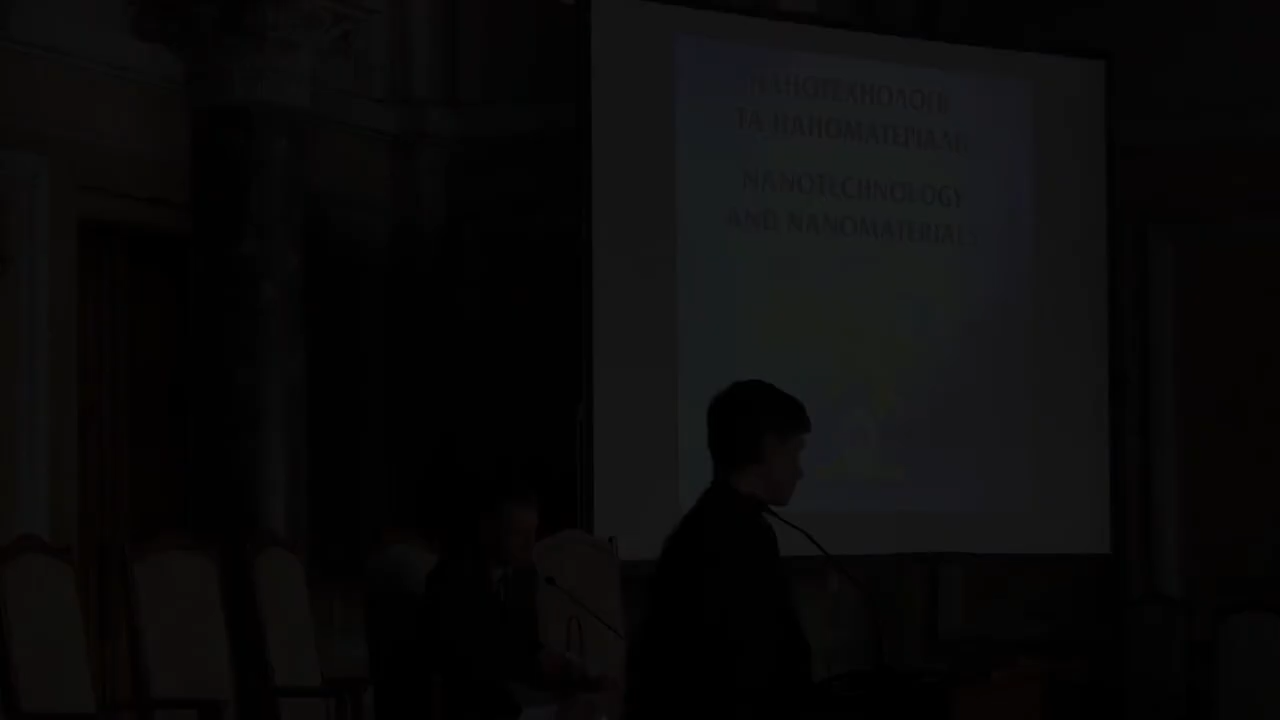 НАНОТЕХНОЛОГІЇ
ТА НАНОМАТЕРІАЛИ
NANOTECHNOLOGY
AND NANOMATERIALS